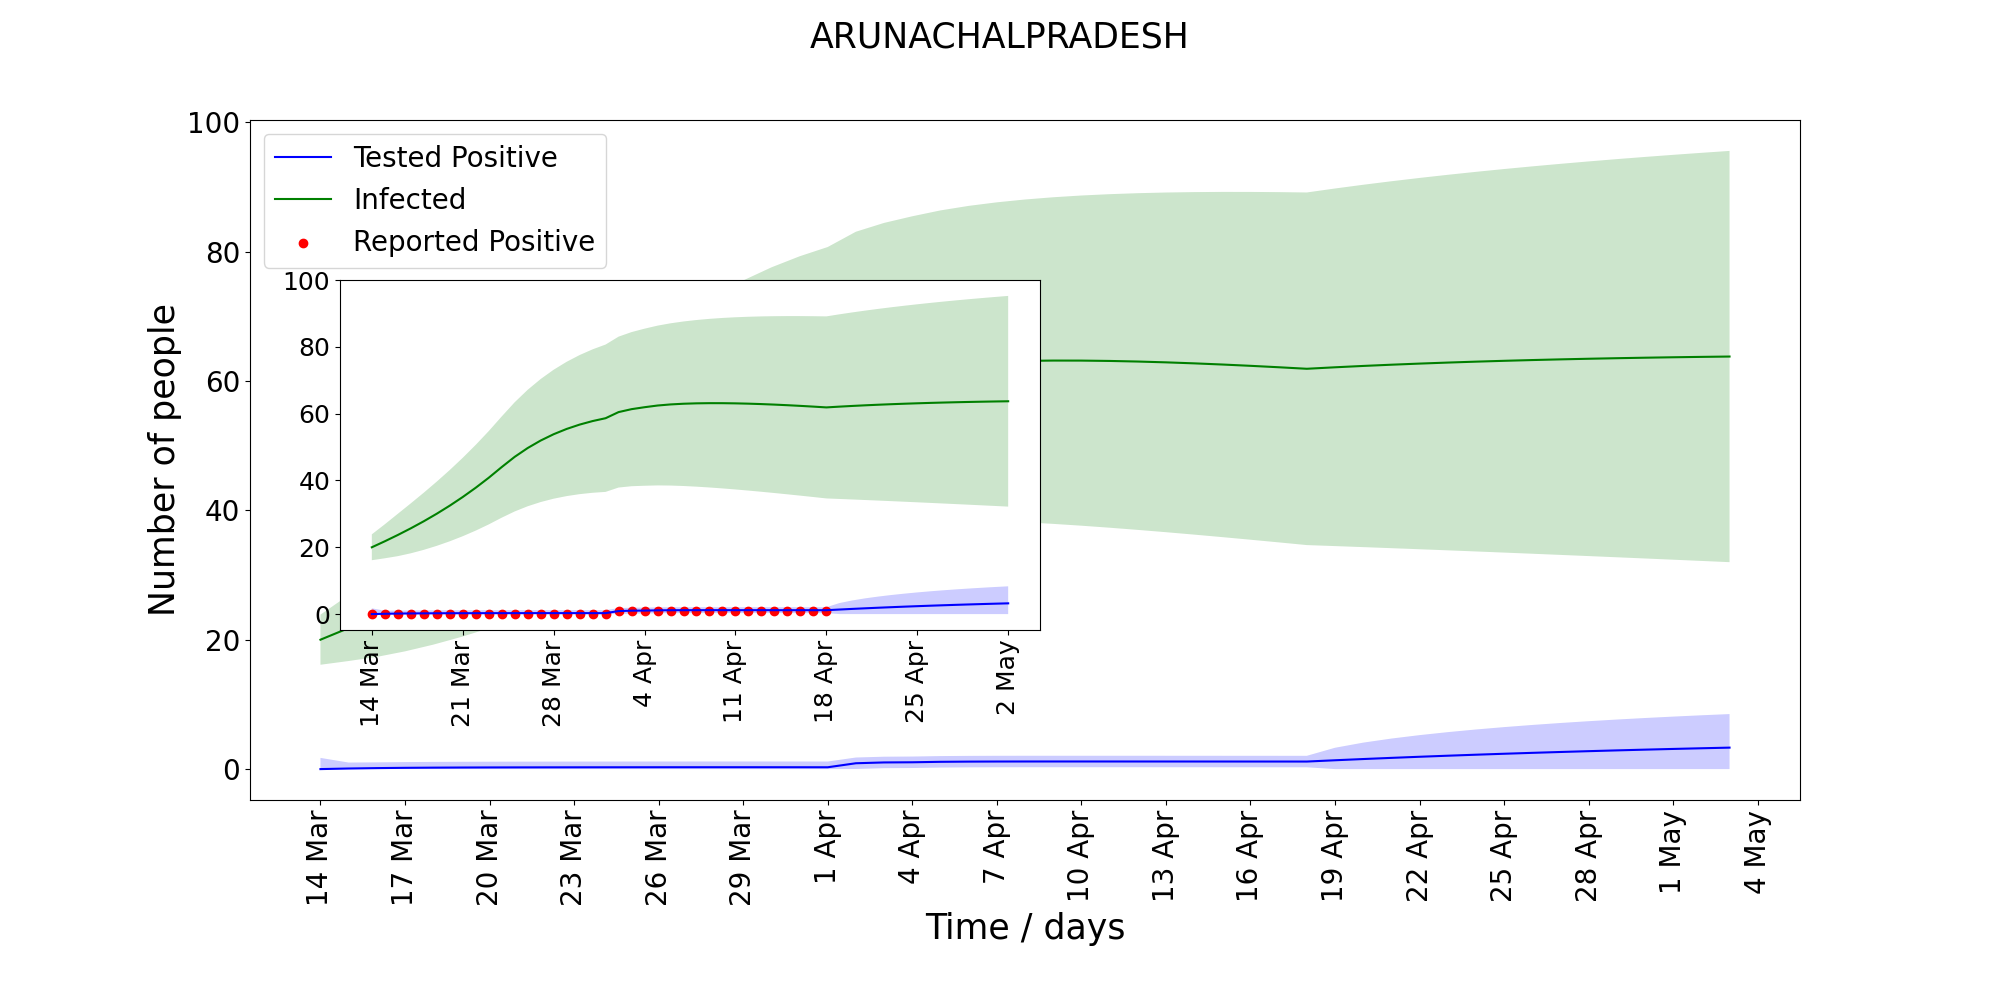 ARUNACHALPRADESH
Tested Positive
Infected
Reported Positive
Number of people
100
80
60
40
20
0
100
80
60
40
20
0
14 Mar
21 Mar
28 Mar
4 Apr
11 Apr
18 Apr
25 Apr
2 May
14 Mar
17 Mar
20 Mar
23 Mar
26 Mar
29 Mar
1 Apr
4 Apr
7 Apr
10 Apr
13 Apr
16 Apr
19 Apr
22 Apr
25 Apr
28 Apr
1 May
4 May
Time / days